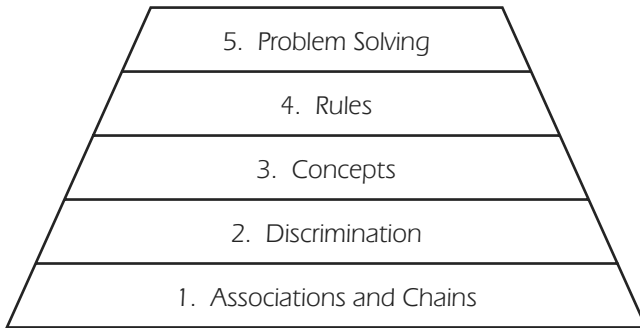 5. Problem Solving
4. Rules
3. Concepts
2. Discrimination
1. Associations and Chains